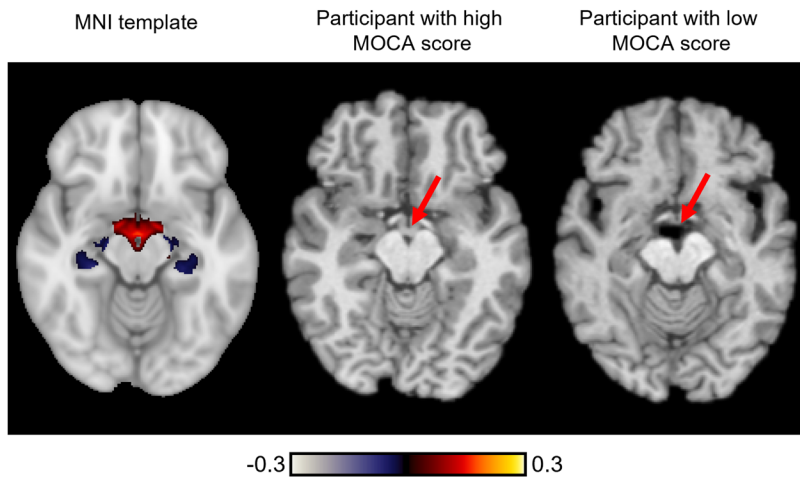 MNI template
Participant with high
MOCA score
Participant with low
MOCA score
-0.3
0.3